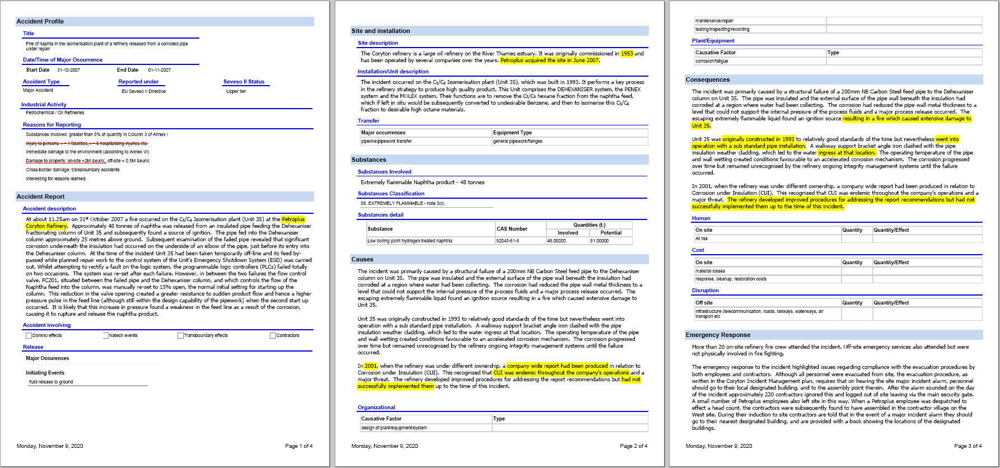 Accident Profile
Title
Fire of naphta in the isomerisation plant of a refinery released from a corroded pipe
under repair
Date/Time of Major Occurrence
Start Date 31-10-2007 End Date 01-11-2007
Accident Type Reported under Seveso II Status
Major Accident EU Seveso II Directive Upper tier
Industrial Activity
Petrochemical / Oil Refineries
Reasons for Reporting
Substances involved: greater than 5% of quantity in Column 3 of Annex I
Injury to persons: >= 1 fatalities, >= 6 hospitalizing injuries etc.
Immediate damage to the environment (according to Annex VI)
Damage to property: on-site >2M &euro;, off-site > 0.5M &euro;
Cross-border damage: transboundary accidents
Interesting for lessons learned.
Accident Report
Accident description
At about 11.25am on 31st October 2007 a fire occurred on the C5/C6 Isomerisation plant (Unit 35) at the Petroplus
Coryton Refinery. Approximately 48 tonnes of naphtha was released from an insulated pipe feeding the Dehexaniser
fractionating column of Unit 35 and subsequently found a source of ignition. The pipe fed into the Dehexaniser
column approximately 25 metres above ground. Subsequent examination of the failed pipe revealed that significant
corrosion underneath the insulation had occurred on the underside of an elbow of the pipe, just before its entry into
the Dehexaniser column. At the time of the incident Unit 35 had been taken temporarily off-line and its feed by-
passed while planned repair work to the control system of the Unit's Emergency Shutdown System (ESD) was carried
out. Whilst attempting to rectify a fault on the logic system, the programmable logic controllers (PLCs) failed totally
on two occasions. The system was re-set after each failure. However, in between the two failures the flow control
valve, FC201, situated between the failed pipe and the Dehexaniser column, and which controls the flow of the
Naphtha feed into the column, was manually re-set to 15% open, the normal initial setting for starting up the
column. This reduction in the valve opening created a greater resistance to sudden product flow and hence a higher
pressure pulse in the feed line (although still within the design capability of the pipework) when the second start up
occurred. It is likely that this increase in pressure found a weakness in the feed line as a result of the corrosion,
causing it to rupture and release the naphtha product.
Accident involving
Domino effects Natech events Transboundary effects Contractors
Release
Major Occurences
Initiating Events
fluid release to ground
Monday, November 9, 2020 Page 1 of 4
Site and installation
Site description
The Coryton refinery is a large oil refinery on the River Thames estuary. It was originally commissioned in 1953 and
has been operated by several companies over the years. Petroplus acquired the site in June 2007.
Installation/Unit description
The incident occurred on the C5/C6 Isomerisation plant (Unit 35), which was built in 1993. It performs a key process
in the refinery strategy to produce high quality product. This Unit comprises the DEHEXANISER system, the PENEX
system and the MOLEX system. Their functions are to remove the C5/C6 hexane fraction from the naphtha feed,
which if left in situ would be subsequently converted to undesirable Benzene, and then to isomerise this C5/C6
fraction to desirable high octane materials.
Transfer
Major occurrences Equipment Type
pipeline/pipework transfer general pipework/flanges
Substances
Substances Involved
Extremely flammable Naphtha product - 48 tonnes
Substances Classification
08. EXTREMELY FLAMMABLE - note 3(c)
Substances detail
Substance CAS Number Quantities (t.)
Involved Potential
Low boiling point hydrogen treated naphtha 92045-61-9 48.00000 81.00000
Causes
The incident was primarily caused by a structural failure of a 200mm NB Carbon Steel feed pipe to the Dehexaniser
column on Unit 35. The pipe was insulated and the external surface of the pipe beneath the insulation had
corroded at a region where water had been collecting. The corrosion had reduced the pipe wall metal thickness to a
level that could not support the internal pressure of the process fluids and a major process release occurred. The
escaping extremely flammable liquid found an ignition source resulting in a fire which caused extensive damage to
Unit 35.
Unit 35 was originally constructed in 1993 to relatively good standards of the time but nevertheless went into
operation with a sub standard pipe installation. A walkway support bracket angle iron clashed with the pipe
insulation weather cladding, which led to the water ingress at that location. The operating temperature of the pipe
and wall wetting created conditions favourable to an accelerated corrosion mechanism. The corrosion progressed
over time but remained unrecognised by the refinery ongoing integrity management systems until the failure
occurred.
In 2001, when the refinery was under different ownership, a company wide report had been produced in relation to
Corrosion under Insulation (CUI). This recognised that CUI was endemic throughout the company's operations and a
major threat. The refinery developed improved procedures for addressing the report recommendations but had not
successfully implemented them up to the time of this incident.
Organizational
Causative Factor Type
design of plant/equipment/system
Monday, November 9, 2020 Page 2 of 4
maintenance/repair
testing/inspecting/recording
Plant/Equipment
Causative Factor Type
corrosion/fatigue
Consequences
The incident was primarily caused by a structural failure of a 200mm NB Carbon Steel feed pipe to the Dehexaniser
column on Unit 35. The pipe was insulated and the external surface of the pipe beneath the insulation had
corroded at a region where water had been collecting. The corrosion had reduced the pipe wall metal thickness to a
level that could not support the internal pressure of the process fluids and a major process release occurred. The
escaping extremely flammable liquid found an ignition source resulting in a fire which caused extensive damage to
Unit 35.
Unit 35 was originally constructed in 1993 to relatively good standards of the time but nevertheless went into
operation with a sub standard pipe installation. A walkway support bracket angle iron clashed with the pipe
insulation weather cladding, which led to the water ingress at that location. The operating temperature of the pipe
and wall wetting created conditions favourable to an accelerated corrosion mechanism. The corrosion progressed
over time but remained unrecognised by the refinery ongoing integrity management systems until the failure
occurred.
In 2001, when the refinery was under different ownership, a company wide report had been produced in relation to
Corrosion under Insulation (CUI). This recognised that CUI was endemic throughout the company's operations and a
major threat. The refinery developed improved procedures for addressing the report recommendations but had not
successfully implemented them up to the time of this incident.
Human
On site Quantity Quantity/Effect
At risk
Cost
On site Quantity Quantity/Effect
material losses
response, cleanup, restoration costs
Disruption
Off site Quantity Quantity/Effect
infrastructure (telecommunication, roads, railways, waterways, air
transport etc
Emergency Response
More than 20 on-site refinery fire crew attended the incident. Off-site emergency services also attended but were
not physically involved in fire fighting.
The emergency response to the incident highlighted issues regarding compliance with the evacuation procedures by
both employees and contractors. Although all personnel were evacuated from site, the evacuation procedure, as
written in the Coryton Incident Management plan, requires that on hearing the site major incident alarm, personnel
should go to their local designated building, and to the assembly point therein. After the alarm sounded on the day
of the incident approximately 220 contractors ignored this and logged out of site leaving via the main security gate.
A small number of Petroplus employees also left site in this way. When a Petroplus employee was despatched to
effect a head count, the contractors were subsequently found to have assembled in the contractor village on the
West site. During their induction to site contractors are told that in the event of a major incident alarm they should
go to their nearest designated building, and are provided with a book showing the locations of the designated
buildings.
Monday, November 9, 2020 Page 3 of 4